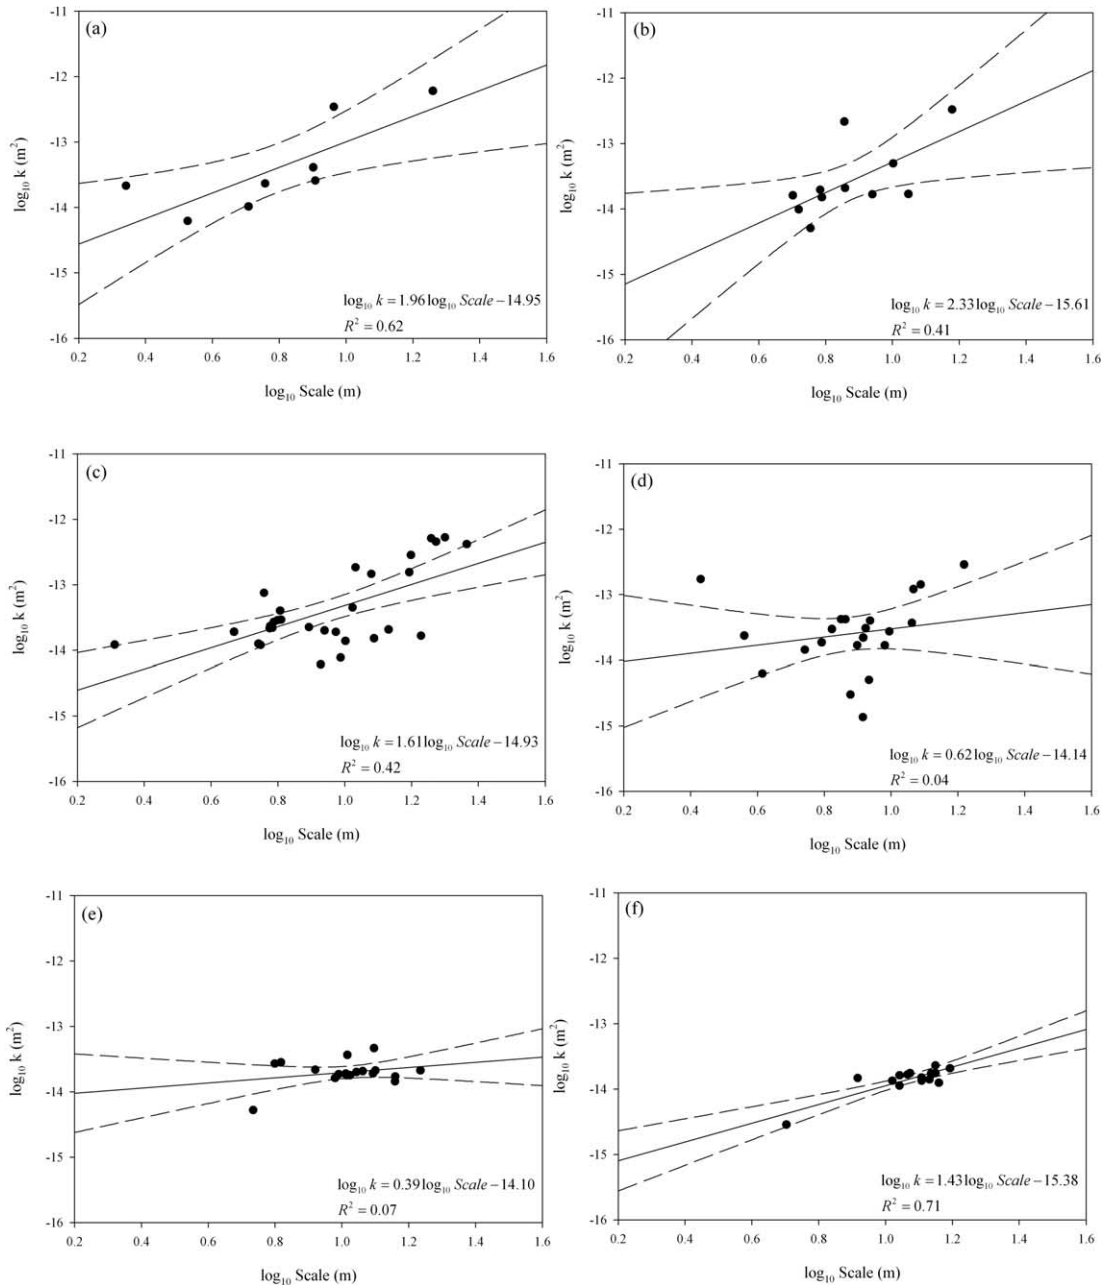 (a)
-11
-12
-13
-14
-15
-16
log₁₀ k (m²)
0.2 0.4 0.6 0.8 1.0 1.2 1.4 1.6
log₁₀ Scale (m)
log₁₀ k = 1.96 log₁₀ Scale − 14.95
R² = 0.62
(b)
-11
-12
-13
-14
-15
-16
log₁₀ k (m²)
0.2 0.4 0.6 0.8 1.0 1.2 1.4 1.6
log₁₀ Scale (m)
log₁₀ k = 2.33 log₁₀ Scale − 15.61
R² = 0.41
(c)
-11
-12
-13
-14
-15
-16
log₁₀ k (m²)
0.2 0.4 0.6 0.8 1.0 1.2 1.4 1.6
log₁₀ Scale (m)
log₁₀ k = 1.61 log₁₀ Scale − 14.93
R² = 0.42
(d)
-11
-12
-13
-14
-15
-16
log₁₀ k (m²)
0.2 0.4 0.6 0.8 1.0 1.2 1.4 1.6
log₁₀ Scale (m)
log₁₀ k = 0.62 log₁₀ Scale − 14.14
R² = 0.04
(e)
-11
-12
-13
-14
-15
-16
log₁₀ k (m²)
0.2 0.4 0.6 0.8 1.0 1.2 1.4 1.6
log₁₀ Scale (m)
log₁₀ k = 0.39 log₁₀ Scale − 14.10
R² = 0.07
(f)
-11
-12
-13
-14
-15
-16
log₁₀ k (m²)
0.2 0.4 0.6 0.8 1.0 1.2 1.4 1.6
log₁₀ Scale (m)
log₁₀ k = 1.43 log₁₀ Scale − 15.38
R² = 0.71